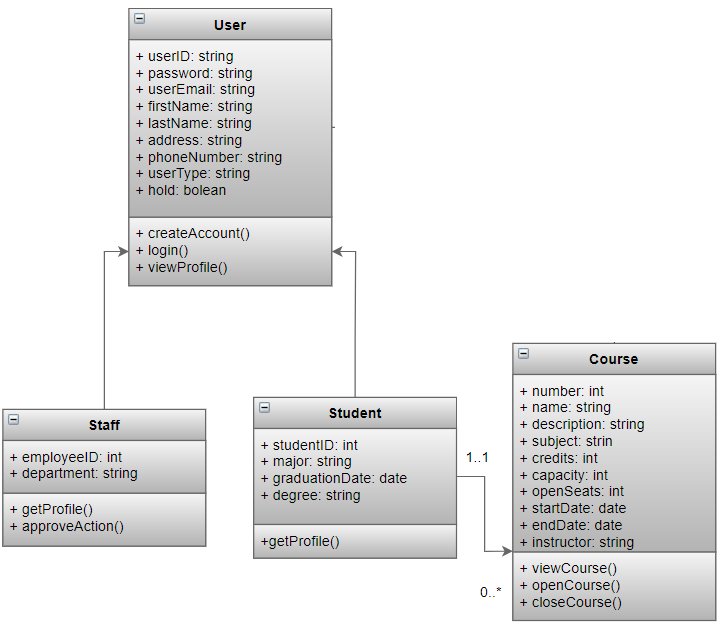 User
+ userID: string
+ password: string
+ userEmail: string
+ firstName: string
+ lastName: string
+ address: string
+ phoneNumber: string
+ userType: string
+ hold: bolean
+ createAccount()
+ login()
+ viewProfile()
Staff
+ employeeID: int
+ department: string
+ getProfile()
+ approveAction()
Student
+ studentID: int
+ major: string
+ graduationDate: date
+ degree: string
+getProfile()
1..1
0..*
Course
+ number: int
+ name: string
+ description: string
+ subject: strin
+ credits: int
+ capacity: int
+ openSeats: int
+ startDate: date
+ endDate: date
+ instructor: string
+ viewCourse()
+ openCourse()
+ closeCourse()